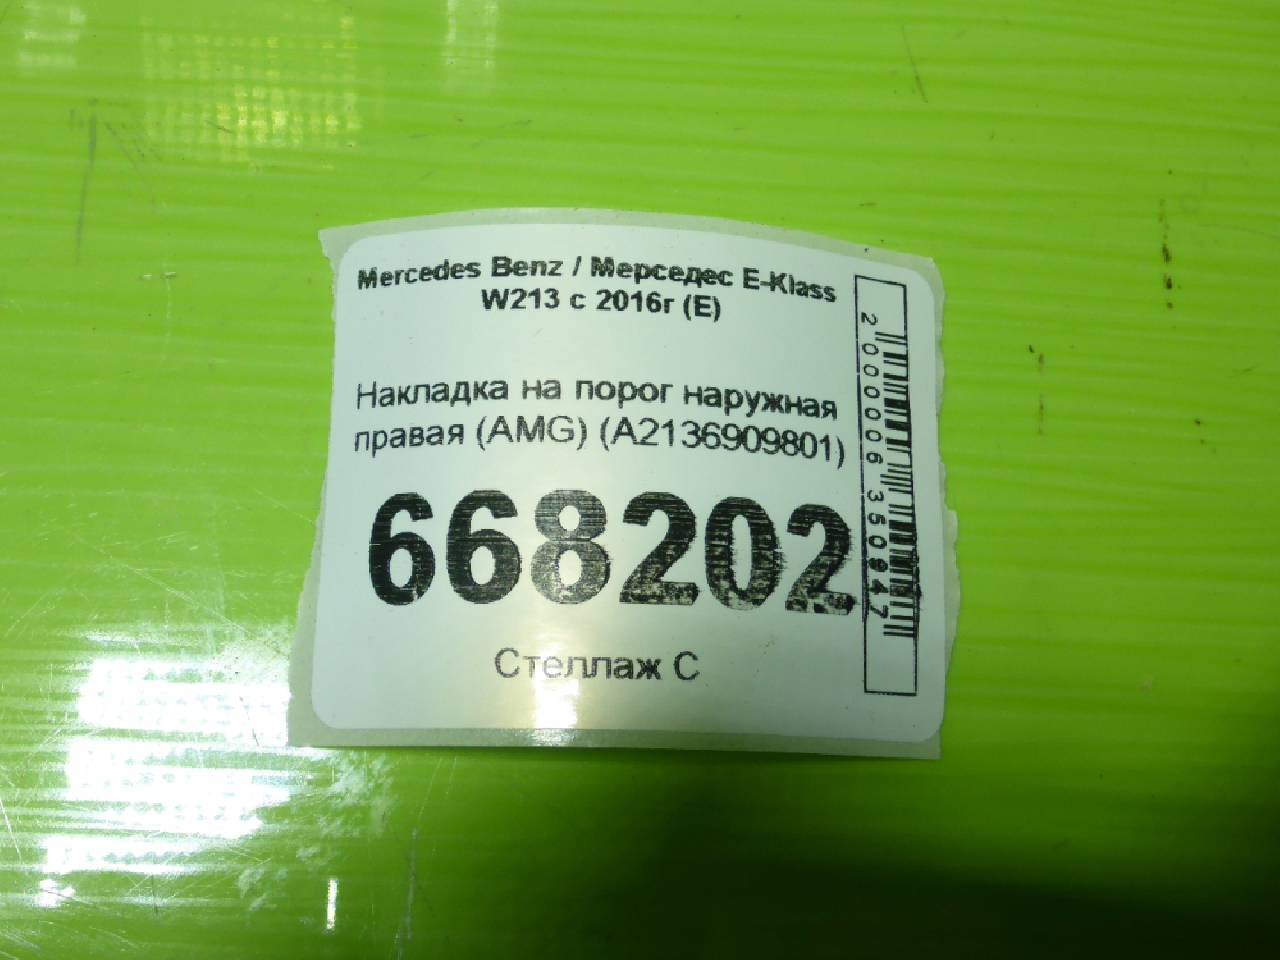 Mercedes Benz / Мерседес E-Klass
W213 с 2016г (E)
Накладка на порог наружная
правая (AMG) (A2136909801)
668202
Стеллаж С
2000006350947